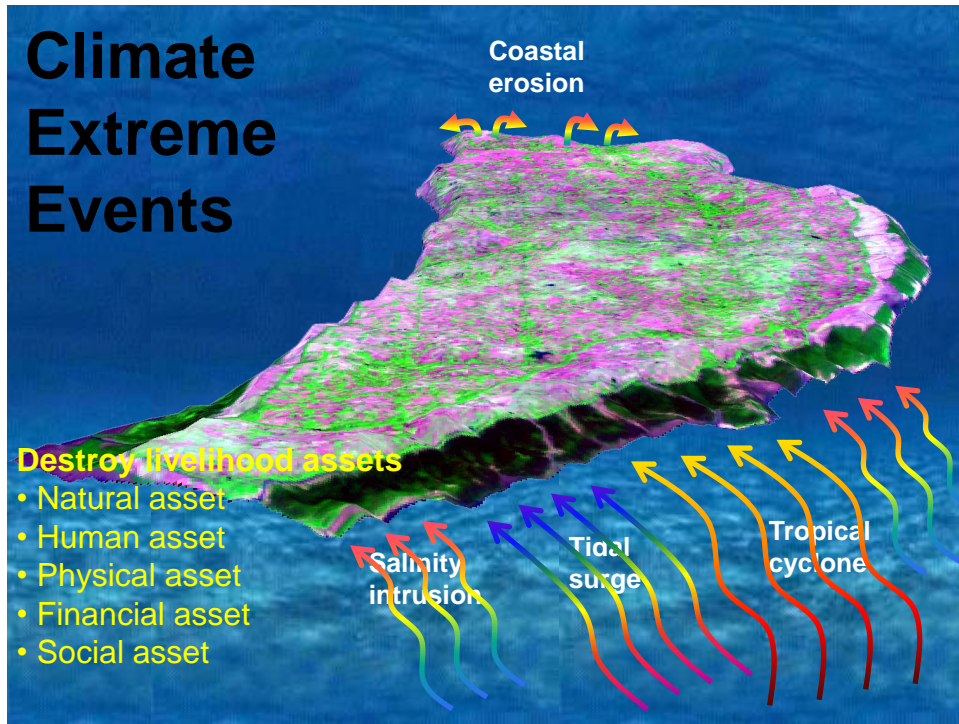 Climate
Extreme
Events
Coastal
erosion
Destroy livelihood assets
• Natural asset
• Human asset
• Physical asset
• Financial asset
• Social asset
Salinity
intrusion
Tidal
surge
Tropical
cyclone